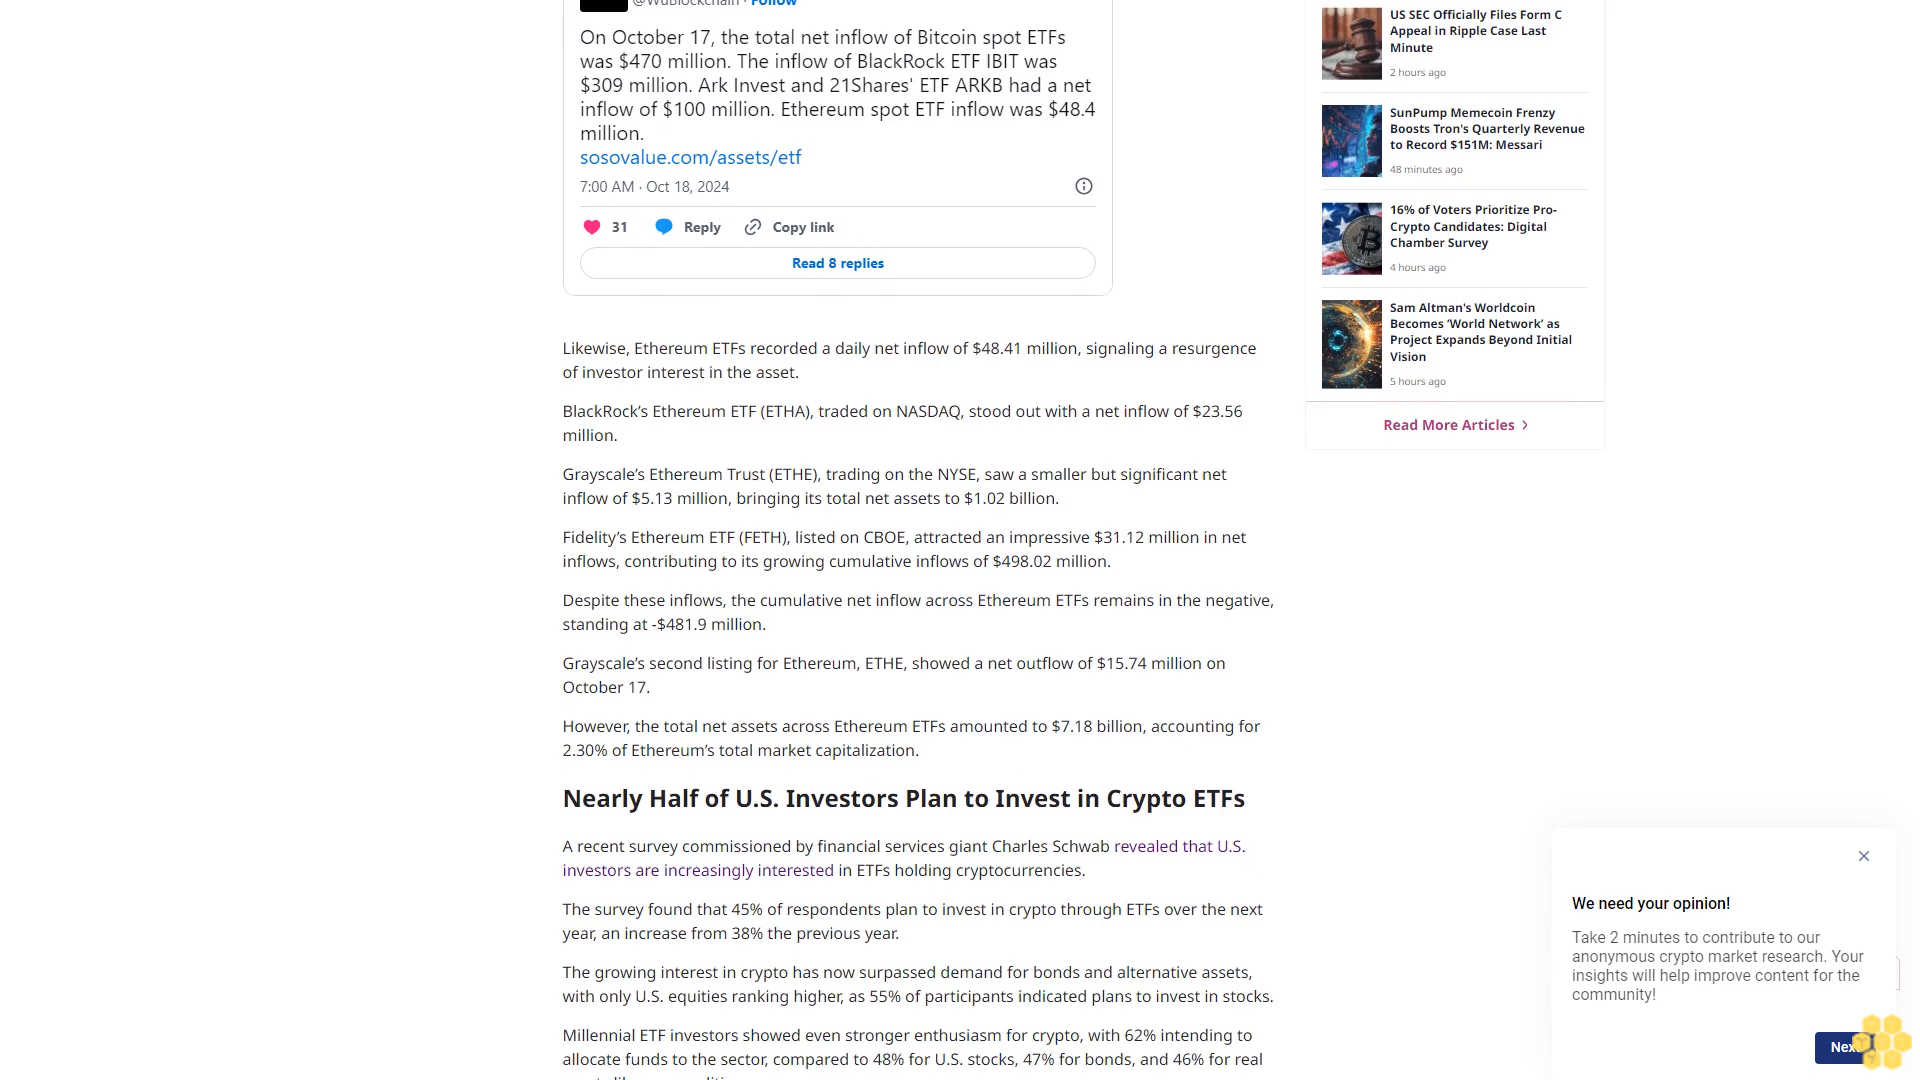 @WuBlockchain · Follow
On October 17, the total net inflow of Bitcoin spot ETFs
was $470 million. The inflow of BlackRock ETF IBIT was
$309 million. Ark Invest and 21Shares' ETF ARKB had a net
inflow of $100 million. Ethereum spot ETF inflow was $48.4
million.
sosovalue.com/assets/etf
7:00 AM · Oct 18, 2024
31 Reply Copy link
Read 8 replies
Likewise, Ethereum ETFs recorded a daily net inflow of $48.41 million, signaling a resurgence
of investor interest in the asset.
BlackRock’s Ethereum ETF (ETHA), traded on NASDAQ, stood out with a net inflow of $23.56
million.
Grayscale’s Ethereum Trust (ETHE), trading on the NYSE, saw a smaller but significant net
inflow of $5.13 million, bringing its total net assets to $1.02 billion.
Fidelity’s Ethereum ETF (FETH), listed on CBOE, attracted an impressive $31.12 million in net
inflows, contributing to its growing cumulative inflows of $498.02 million.
Despite these inflows, the cumulative net inflow across Ethereum ETFs remains in the negative,
standing at -$481.9 million.
Grayscale’s second listing for Ethereum, ETHE, showed a net outflow of $15.74 million on
October 17.
However, the total net assets across Ethereum ETFs amounted to $7.18 billion, accounting for
2.30% of Ethereum’s total market capitalization.
Nearly Half of U.S. Investors Plan to Invest in Crypto ETFs
A recent survey commissioned by financial services giant Charles Schwab revealed that U.S.
investors are increasingly interested in ETFs holding cryptocurrencies.
The survey found that 45% of respondents plan to invest in crypto through ETFs over the next
year, an increase from 38% the previous year.
The growing interest in crypto has now surpassed demand for bonds and alternative assets,
with only U.S. equities ranking higher, as 55% of participants indicated plans to invest in stocks.
Millennial ETF investors showed even stronger enthusiasm for crypto, with 62% intending to
allocate funds to the sector, compared to 48% for U.S. stocks, 47% for bonds, and 46% for real
US SEC Officially Files Form C
Appeal in Ripple Case Last
Minute
2 hours ago
SunPump Memecoin Frenzy
Boosts Tron's Quarterly Revenue
to Record $151M: Messari
48 minutes ago
16% of Voters Prioritize Pro-
Crypto Candidates: Digital
Chamber Survey
4 hours ago
Sam Altman's Worldcoin
Becomes ‘World Network’ as
Project Expands Beyond Initial
Vision
5 hours ago
Read More Articles
We need your opinion!
Take 2 minutes to contribute to our
anonymous crypto market research. Your
insights will help improve content for the
community!